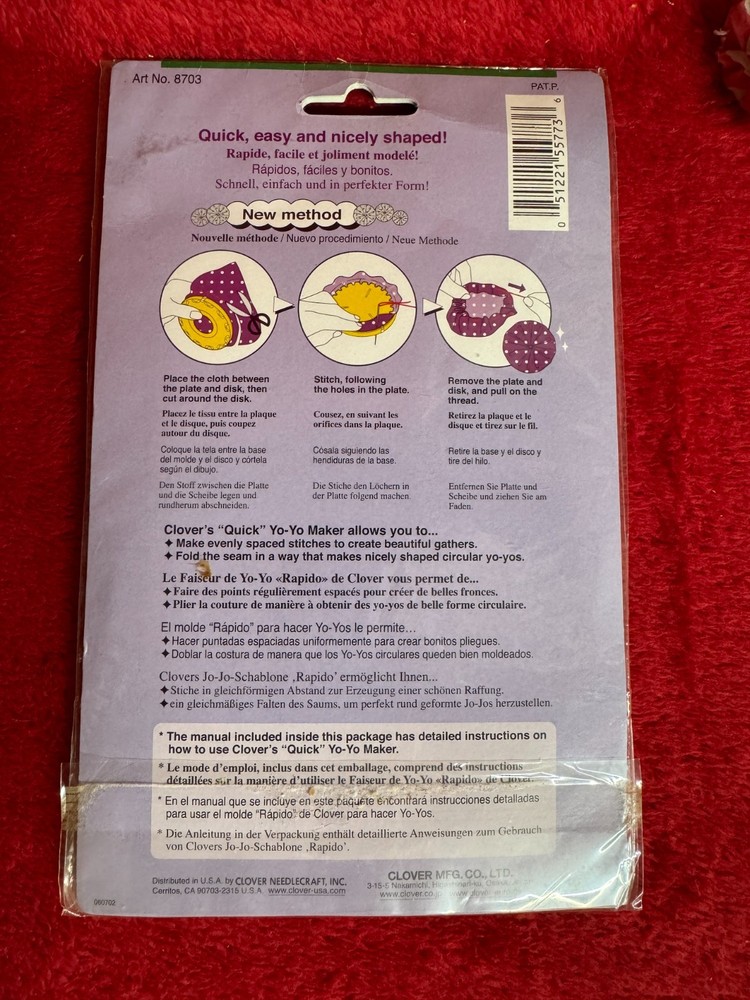 Art No. 8703
PAT.P.
0 51221 55773 6
Quick, easy and nicely shaped!
Rapide, facile et joliment modelé!
Rápidos, fáciles y bonitos.
Schnell, einfach und in perfekter Form!
New method
Nouvelle méthode / Nuevo procedimiento / Neue Methode
Place the cloth between
the plate and disk, then
cut around the disk.
Placez le tissu entre la plaque
et le disque, puis coupez
autour du disque.
Coloque la tela entre la base
del molde y el disco y córtela
según el dibujo.
Den Stoff zwischen die Platte
und die Scheibe legen und
rundherum abschneiden.
Stitch, following
the holes in the plate.
Cousez, en suivant les
orifices dans la plaque.
Cósala siguiendo las
hendiduras de la base.
Die Stiche den Löchern in
der Platte folgend machen
Remove the plate and
disk, and pull on the
thread.
Retirez la plaque et le
disque et tirez sur le fil.
Retire la base y el disco y
tire del hilo.
Entfernen Sie Platte und
Scheibe und ziehen Sie am
Faden.
Clover's “Quick” Yo-Yo Maker allows you to...
✦ Make evenly spaced stitches to create beautiful gathers.
✦ Fold the seam in a way that makes nicely shaped circular yo-yos.
Le Faiseur de Yo-Yo «Rapido» de Clover vous permet de...
✦ Faire des points régulièrement espacés pour créer de belles fronces.
✦ Plier la couture de manière à obtenir des yo-yos de belle forme circulaire.
El molde “Rápido” para hacer Yo-Yos le permite...
✦ Hacer puntadas espaciadas uniformemente para crear bonitos pliegues.
✦ Doblar la costura de manera que los Yo-Yos circulares queden bien moldeados.
Clovers Jo-Jo-Schablone ‚Rapido’ ermöglicht Ihnen...
✦ Stiche in gleichförmigen Abstand zur Erzeugung einer schönen Raffung.
✦ ein gleichmäßiges Falten des Saums, um perfekt rund geformte Jo-Jos herzustellen.
* The manual included inside this package has detailed instructions on
how to use Clover's “Quick” Yo-Yo Maker.
* Le mode d'emploi, inclus dans cet emballage, comprend des instructions
détaillées sur la manière d'utiliser le Faiseur de Yo-Yo «Rapido» de Clover.
* En el manual que se incluye en este paquete encontrará instrucciones detalladas
para usar el molde “Rápido” de Clover para hacer Yo-Yos.
* Die Anleitung in der Verpackung enthält detaillierte Anweisungen zum Gebrauch
von Clovers Jo-Jo-Schablone ‚Rapido’.
Distributed in U.S.A. by CLOVER NEEDLECRAFT, INC.
Cerritos, CA 90703-2315 U.S.A. www.clover-usa.com
CLOVER MFG. CO., LTD.
3-15-5 Nakamichi,
www.clover.co.jp
060702